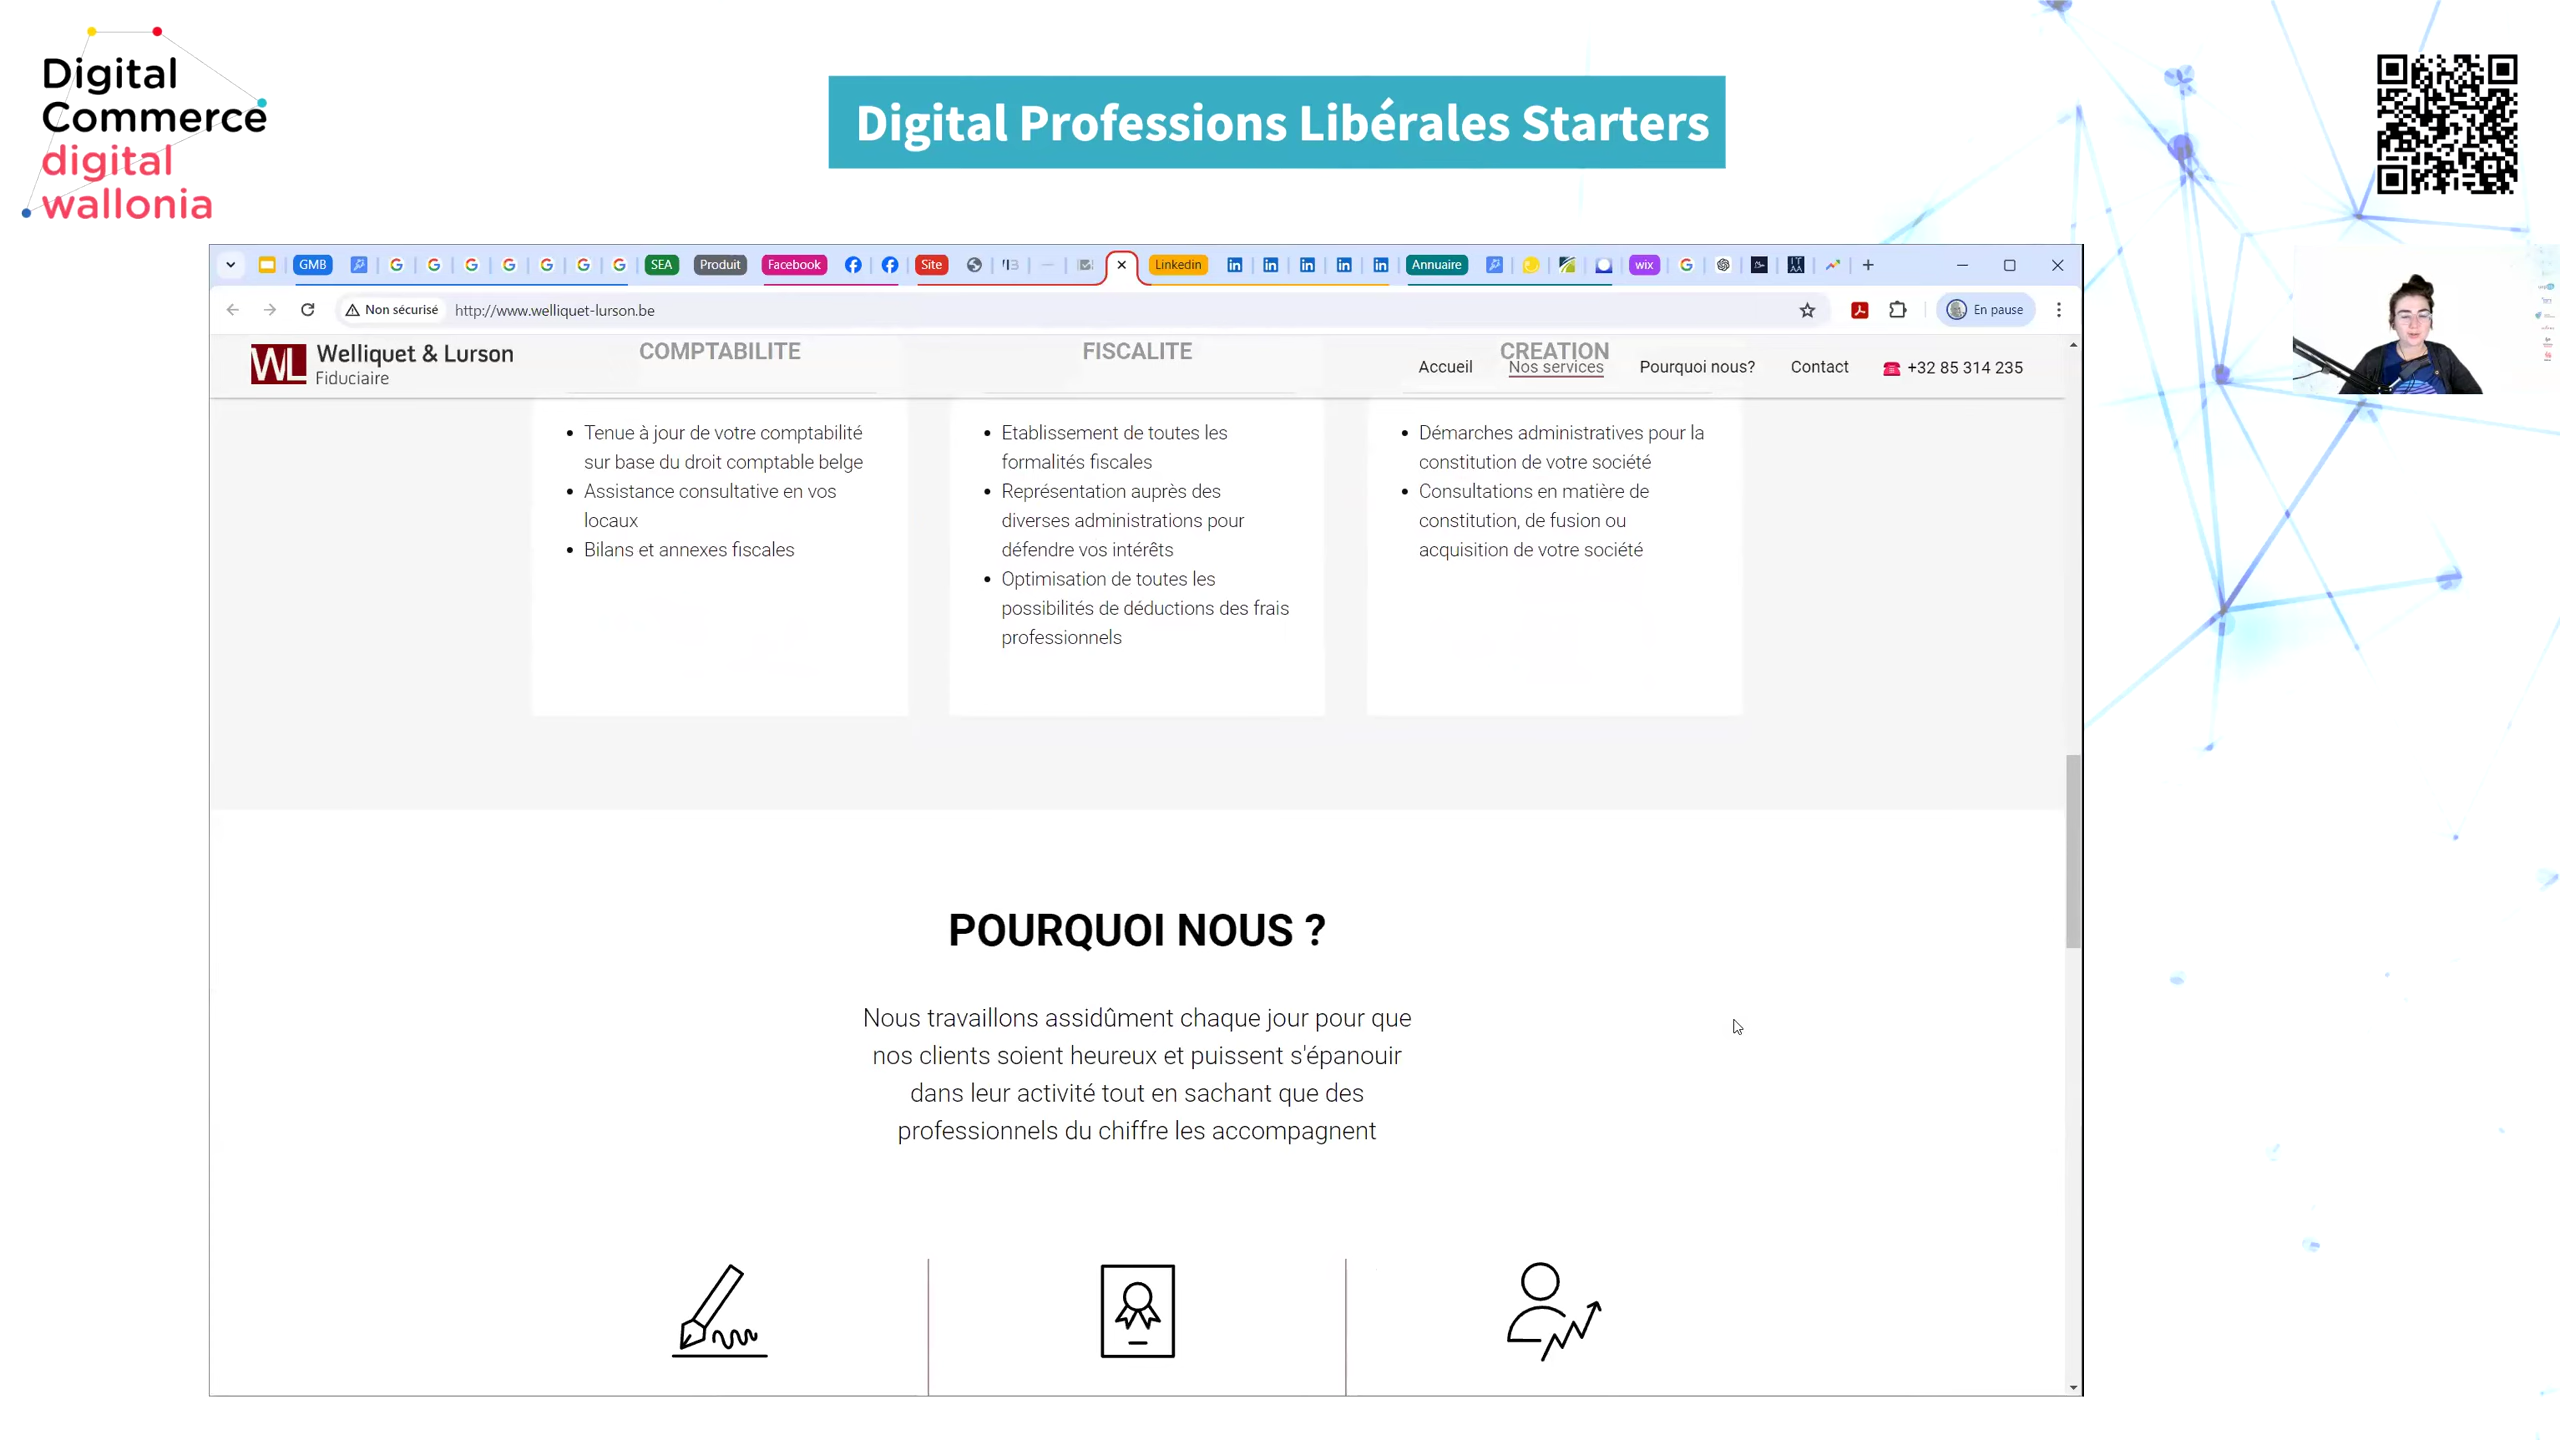 Digital
Commerce
digital
wallonia
Digital Professions Libérales Starters
GMB
SEA
Produit
Facebook
Site
Linkedin
Annuaire
wix
Non sécurisé
http://www.welliquet-lurson.be
En pause
WL
Welliquet & Lurson
Fiduciaire
COMPTABILITE
FISCALITE
CREATION
Accueil
Nos services
Pourquoi nous?
Contact
+32 85 314 235
• Tenue à jour de votre comptabilité
sur base du droit comptable belge
• Assistance consultative en vos
locaux
• Bilans et annexes fiscales
• Etablissement de toutes les
formalités fiscales
• Représentation auprès des
diverses administrations pour
défendre vos intérêts
• Optimisation de toutes les
possibilités de déductions des frais
professionnels
• Démarches administratives pour la
constitution de votre société
• Consultations en matière de
constitution, de fusion ou
acquisition de votre société
POURQUOI NOUS ?
Nous travaillons assidûment chaque jour pour que
nos clients soient heureux et puissent s'épanouir
dans leur activité tout en sachant que des
professionnels du chiffre les accompagnent